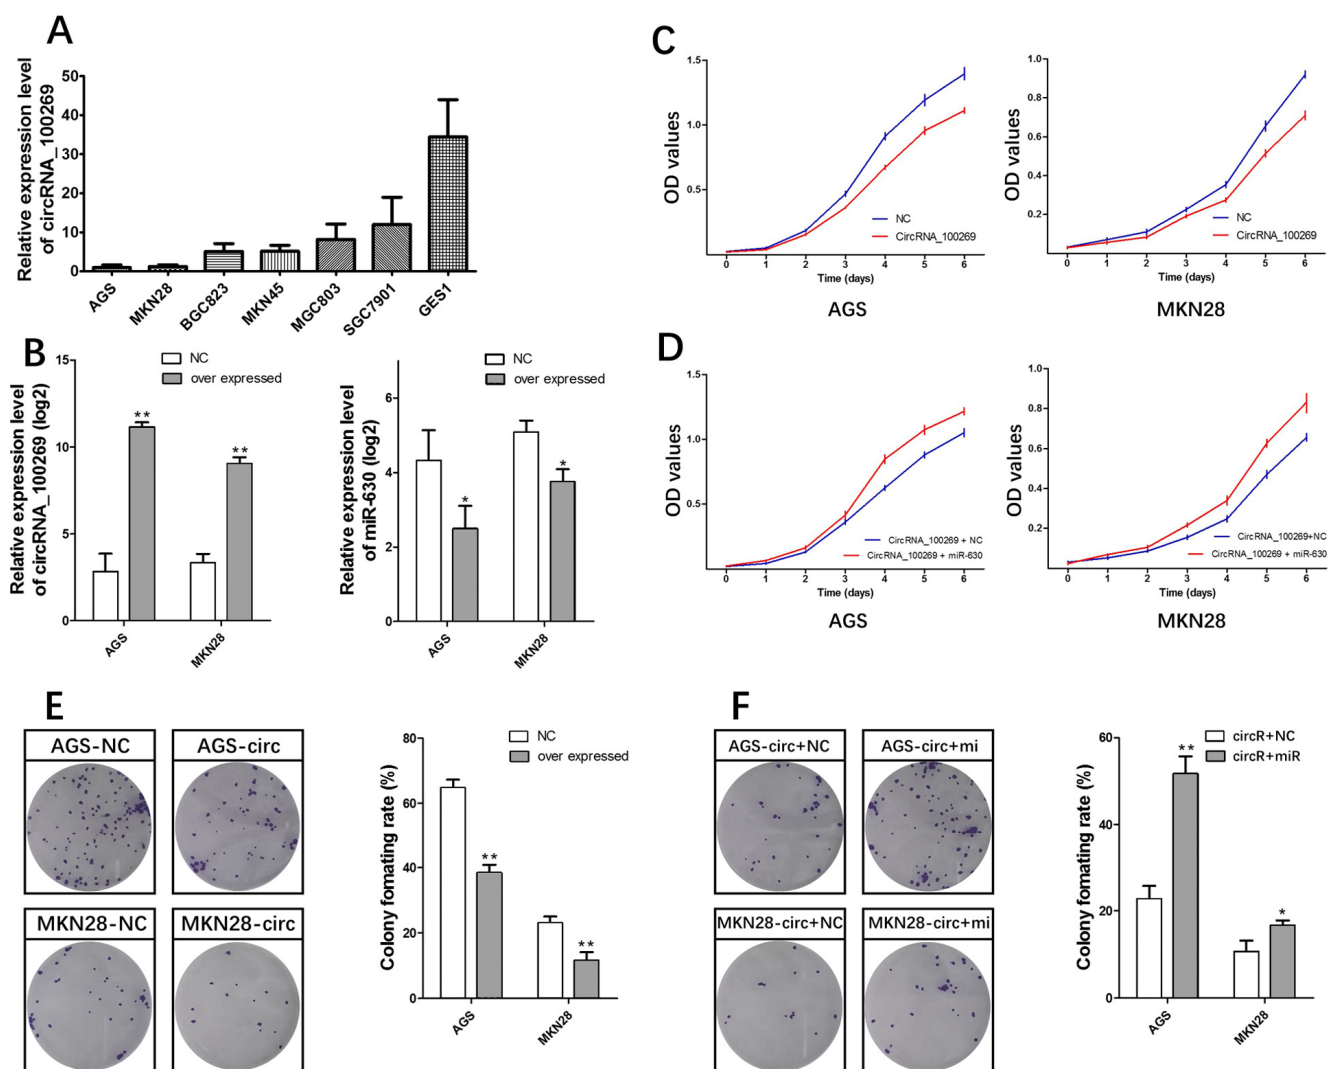 A
Relative expression level
of circRNA_100269
50
40
30
20
10
0
AGS
MKN28
BGC823
MKN45
MGC803
SGC7901
GES1
B
Relative expression level
of circRNA_100269 (log2)
15
10
5
0
NC
over expressed
**
**
AGS
MKN28
Relative expression level
of miR-630 (log2)
6
4
2
0
NC
over expressed
*
*
AGS
MKN28
C
OD values
1.5
1.0
0.5
NC
CircRNA_100269
0 1 2 3 4 5 6
Time (days)
AGS
OD values
1.0
0.8
0.6
0.4
0.2
NC
CircRNA_100269
0 1 2 3 4 5 6
Time (days)
MKN28
D
OD values
1.5
1.0
0.5
CircRNA_100269 + NC
CircRNA_100269 + miR-630
0 1 2 3 4 5 6
Time (days)
AGS
OD values
1.0
0.8
0.6
0.4
0.2
CircRNA_100269+NC
CircRNA_100269 + miR-630
0 1 2 3 4 5 6
Time (days)
MKN28
E
AGS-NC
AGS-circ
MKN28-NC
MKN28-circ
Colony fomating rate (%)
80
60
40
20
0
NC
over expressed
**
**
AGS
MKN28
F
AGS-circ+NC
AGS-circ+mi
MKN28-circ+NC
MKN28-circ+mi
Colony fomating rate (%)
60
40
20
0
circR+NC
circR+miR
**
*
AGS
MKN28